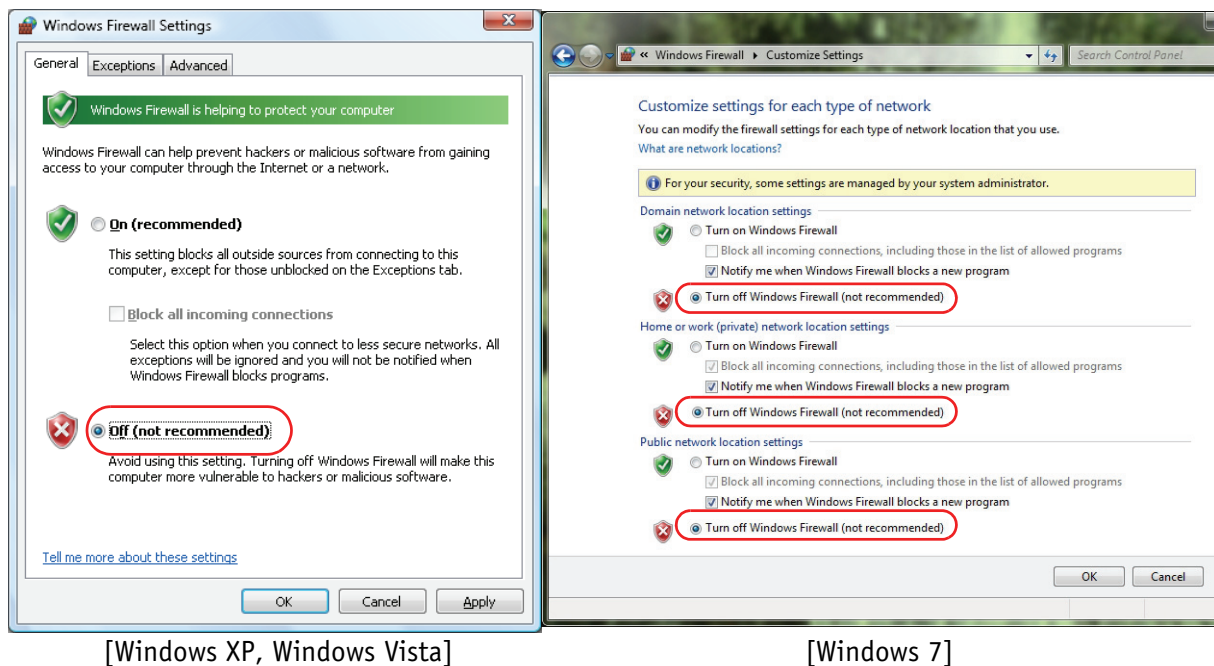 Windows Firewall Settings
General Exceptions Advanced
Windows Firewall is helping to protect your computer
Windows Firewall can help prevent hackers or malicious software from gaining
access to your computer through the Internet or a network.
On (recommended)
This setting blocks all outside sources from connecting to this
computer, except for those unblocked on the Exceptions tab.
Block all incoming connections
Select this option when you connect to less secure networks. All
exceptions will be ignored and you will not be notified when
Windows Firewall blocks programs.
Off (not recommended)
Avoid using this setting. Turning off Windows Firewall will make this
computer more vulnerable to hackers or malicious software.
Tell me more about these settings
OK Cancel Apply
[Windows XP, Windows Vista]
« Windows Firewall Customize Settings Search Control Panel
Customize settings for each type of network
You can modify the firewall settings for each type of network location that you use.
What are network locations?
For your security, some settings are managed by your system administrator.
Domain network location settings
Turn on Windows Firewall
Block all incoming connections, including those in the list of allowed programs
Notify me when Windows Firewall blocks a new program
Turn off Windows Firewall (not recommended)
Home or work (private) network location settings
Turn on Windows Firewall
Block all incoming connections, including those in the list of allowed programs
Notify me when Windows Firewall blocks a new program
Turn off Windows Firewall (not recommended)
Public network location settings
Turn on Windows Firewall
Block all incoming connections, including those in the list of allowed programs
Notify me when Windows Firewall blocks a new program
Turn off Windows Firewall (not recommended)
OK Cancel
[Windows 7]